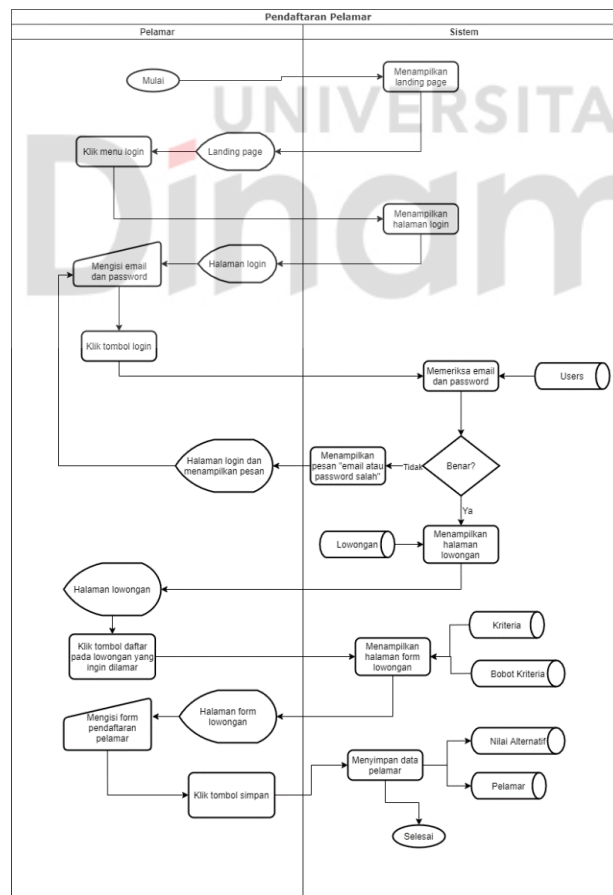 Pendaftaran Pelamar
Pelamar
Sistem
UNIVERSITA
Dinam
Mulai
Menampilkan
landing page
Klik menu login
Landing page
Menampilkan
halaman login
Mengisi email
dan password
Halaman login
Klik tombol login
Memeriksa email
dan password
Users
Halaman login dan
menampilkan pesan
Menampilkan
pesan "email atau
password salah"
Tidak
Benar?
Ya
Lowongan
Menampilkan
halaman
lowongan
Halaman lowongan
Klik tombol daftar
pada lowongan yang
ingin dilamar
Menampilkan
halaman form
lowongan
Kriteria
Bobot Kriteria
Mengisi form
pendaftaran
pelamar
Halaman form
lowongan
Nilai Alternatif
Klik tombol simpan
Menyimpan data
pelamar
Pelamar
Selesai